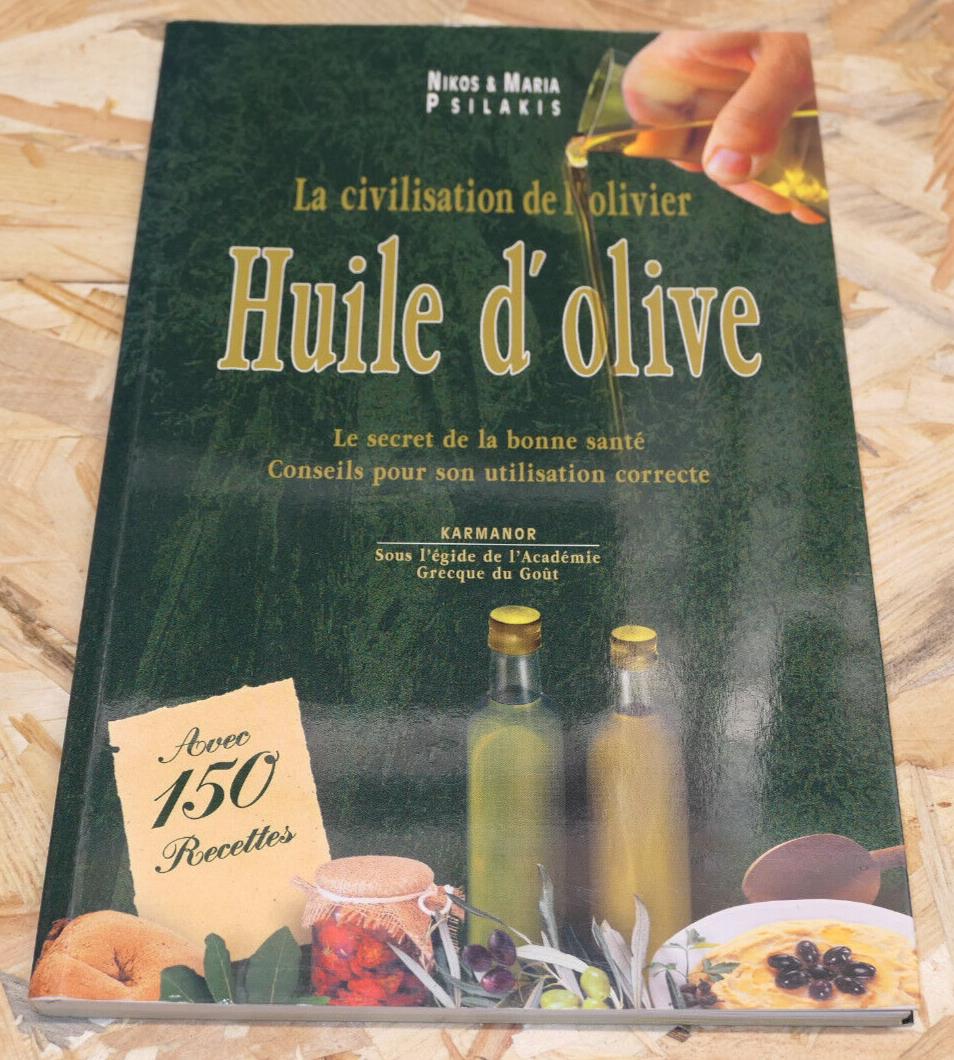 NIKOS & MARIA
PSILAKIS
La civilisation de l'olivier
Huile d'olive
Le secret de la bonne santé
Conseils pour son utilisation correcte
KARMANOR
Sous l'égide de l'Académie
Grecque du Goût
Avec
150
Recettes